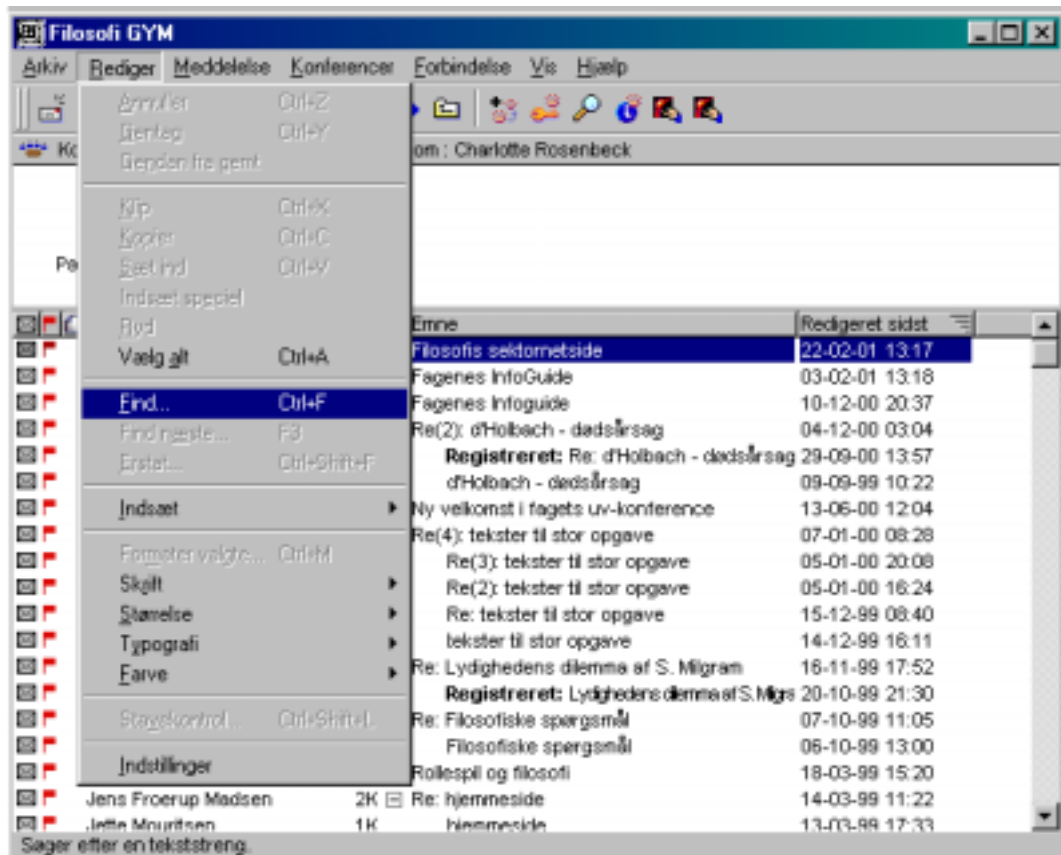 Filosofi GYM
Arkiv Rediger Meddelelse Konferencer Forbindelse Vis Hjælp
Annuller Ctrl+Z
Gentag Ctrl+Y
Gendan fra gemt
Ko om : Charlotte Rosenbeck
Klip Ctrl+X
Kopier Ctrl+C
Sæt ind Ctrl+V
Indsæt speciel
Ryd
Vælg alt Ctrl+A
Find... Ctrl+F
Find næste... F3
Erstat... Ctrl+Shift+F
Indsæt
Formater valgte... Ctrl+M
Skrift
Størrelse
Typografi
Farve
Stavekontrol...
Indstillinger
Emne Redigeret sidst
Filosofis sektornetside 22-02-01 13:17
Fagenes InfoGuide 03-02-01 13:18
Fagenes Infoguide 10-12-00 20:37
Re(2): d'Holbach - dødsårsag 04-12-00 03:04
Registreret: Re: d'Holbach - dødsårsag 29-09-00 13:57
d'Holbach - dødsårsag 09-09-99 10:22
Ny velkomst i fagets uv-konference 13-06-00 12:04
Re(4): tekster til stor opgave 07-01-00 08:28
Re(3): tekster til stor opgave 05-01-00 20:08
Re(2): tekster til stor opgave 05-01-00 16:24
Re: tekster til stor opgave 15-12-99 08:40
tekster til stor opgave 14-12-99 16:11
Re: Lydighedens dilemma af S. Milgram 16-11-99 17:52
Registreret: Lydighedens dilemma af S. Milgra 20-10-99 21:30
Re: Filosofiske spørgsmål 07-10-99 11:05
Filosofiske spørgsmål 06-10-99 13:00
Rollespil og filosofi 18-03-99 15:20
Jens Froerup Madsen 2K Re: hjemmeside 14-03-99 11:22
Jette Mouritsen 1K hjemmeside 13-03-99 17:33
Søger efter en tekststreng.